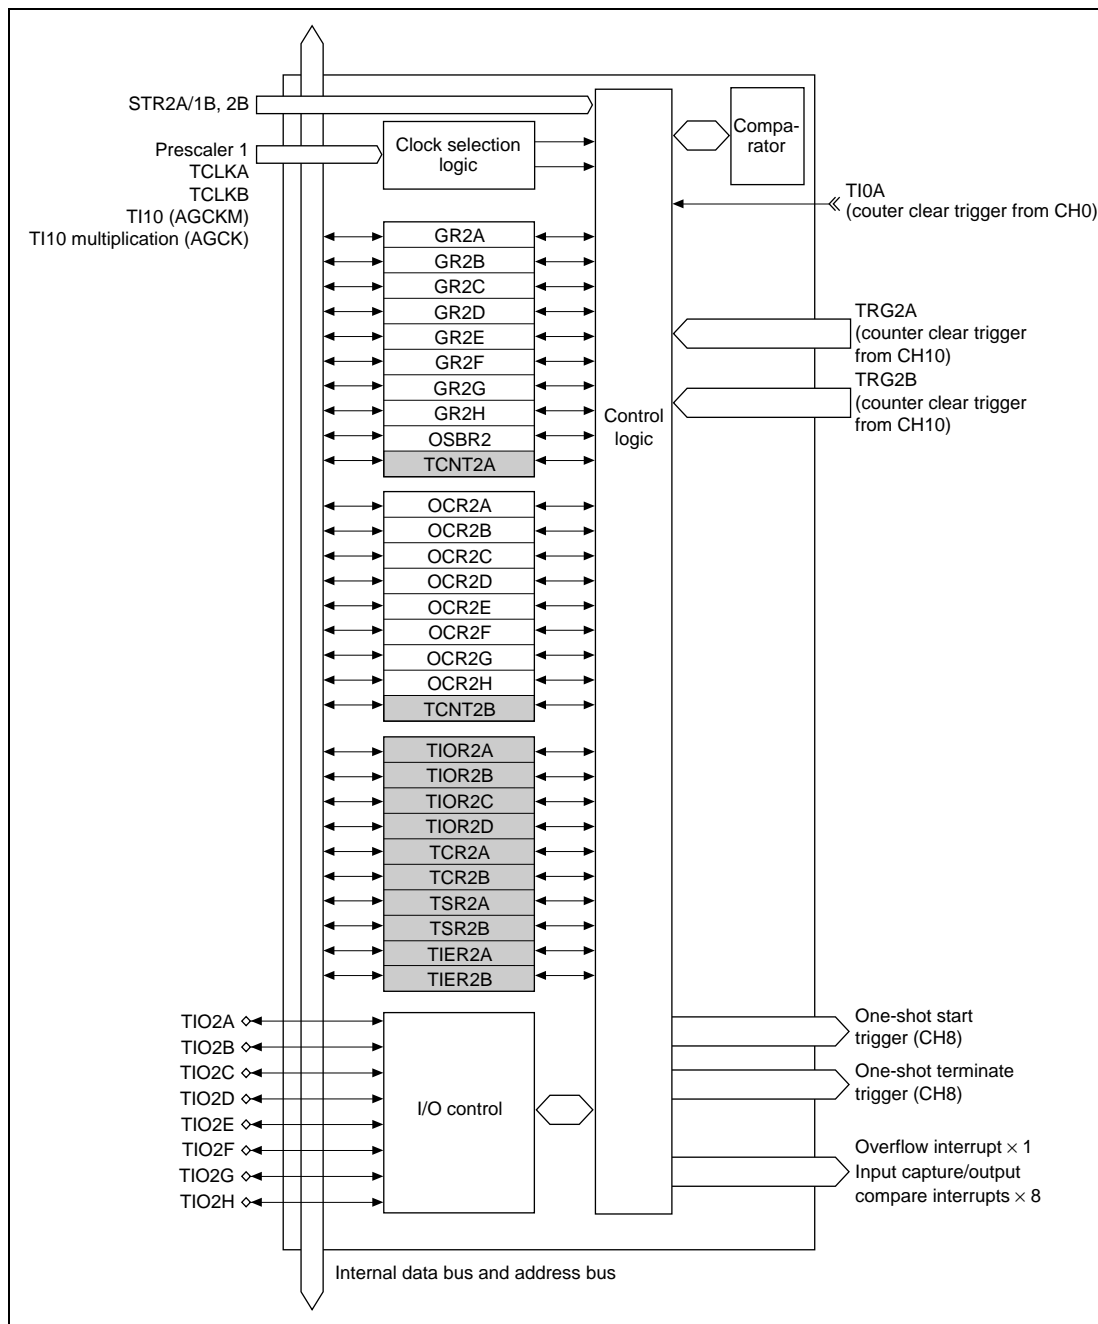 STR2A/1B, 2B
Prescaler 1
TCLKA
TCLKB
TI10 (AGCKM)
TI10 multiplication (AGCK)
Clock selection
logic
Compa-
rator
TI0A
(couter clear trigger from CH0)
GR2A
GR2B
GR2C
GR2D
GR2E
GR2F
GR2G
GR2H
OSBR2
TCNT2A
TRG2A
(counter clear trigger
from CH10)
TRG2B
(counter clear trigger
from CH10)
Control
logic
OCR2A
OCR2B
OCR2C
OCR2D
OCR2E
OCR2F
OCR2G
OCR2H
TCNT2B
TIOR2A
TIOR2B
TIOR2C
TIOR2D
TCR2A
TCR2B
TSR2A
TSR2B
TIER2A
TIER2B
TIO2A
TIO2B
TIO2C
TIO2D
TIO2E
TIO2F
TIO2G
TIO2H
I/O control
One-shot start
trigger (CH8)
One-shot terminate
trigger (CH8)
Overflow interrupt × 1
Input capture/output
compare interrupts × 8
Internal data bus and address bus